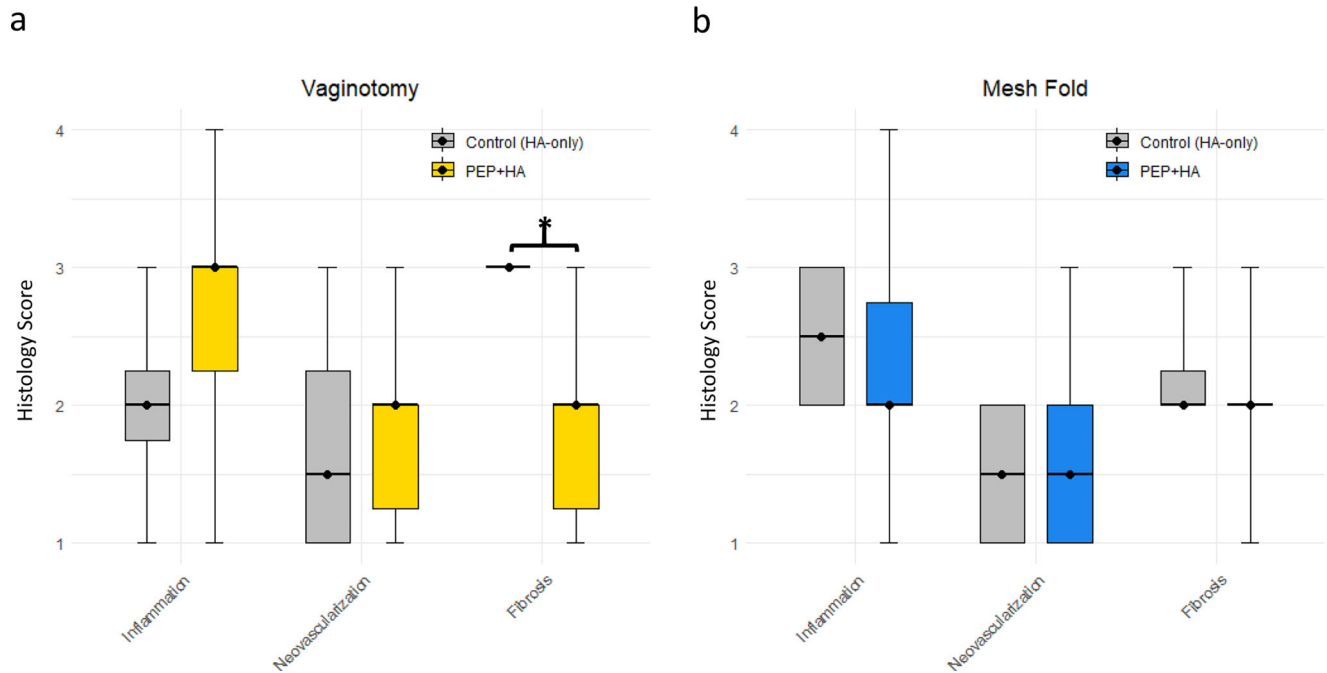 a
Vaginotomy
Control (HA-only)
PEP+HA
*
Histology Score
4
3
2
1
Inflammation
Neovascularization
Fibrosis
b
Mesh Fold
Control (HA-only)
PEP+HA
Histology Score
4
3
2
1
Inflammation
Neovascularization
Fibrosis